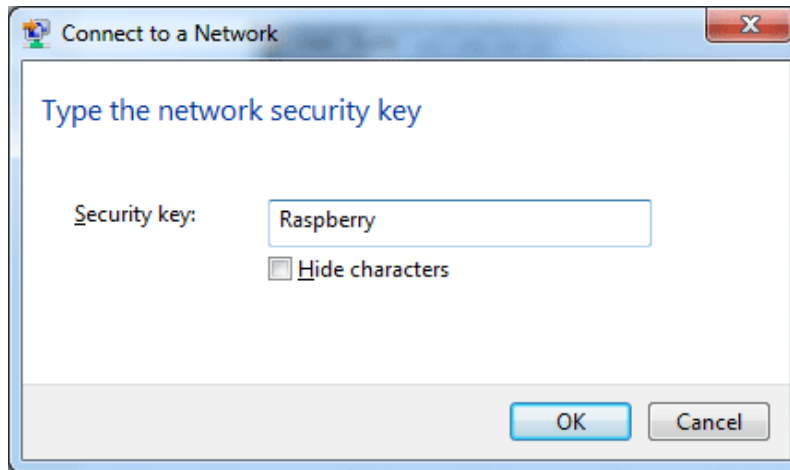 Connect to a Network
Type the network security key
Security key:
Raspberry
Hide characters
OK
Cancel